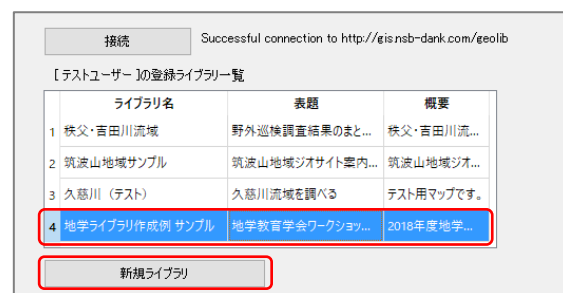 接続 Successful connection to http://gis.nsb-dank.com/geolib
[ テストユーザー ]の登録ライブラリ一覧
ライブラリ名 表題 概要
1 秩父・吉田川流域 野外巡検調査結果のまと... 秩父・吉田川流...
2 筑波山地域サンプル 筑波山地域ジオサイト案内... 筑波山地域ジオ...
3 久慈川 (テスト) 久慈川流域を調べる テスト用マップです。
4 地学ライブラリ作成例 サンプル 地学教育学会ワークショッ... 2018年度地学...
新規ライブラリ